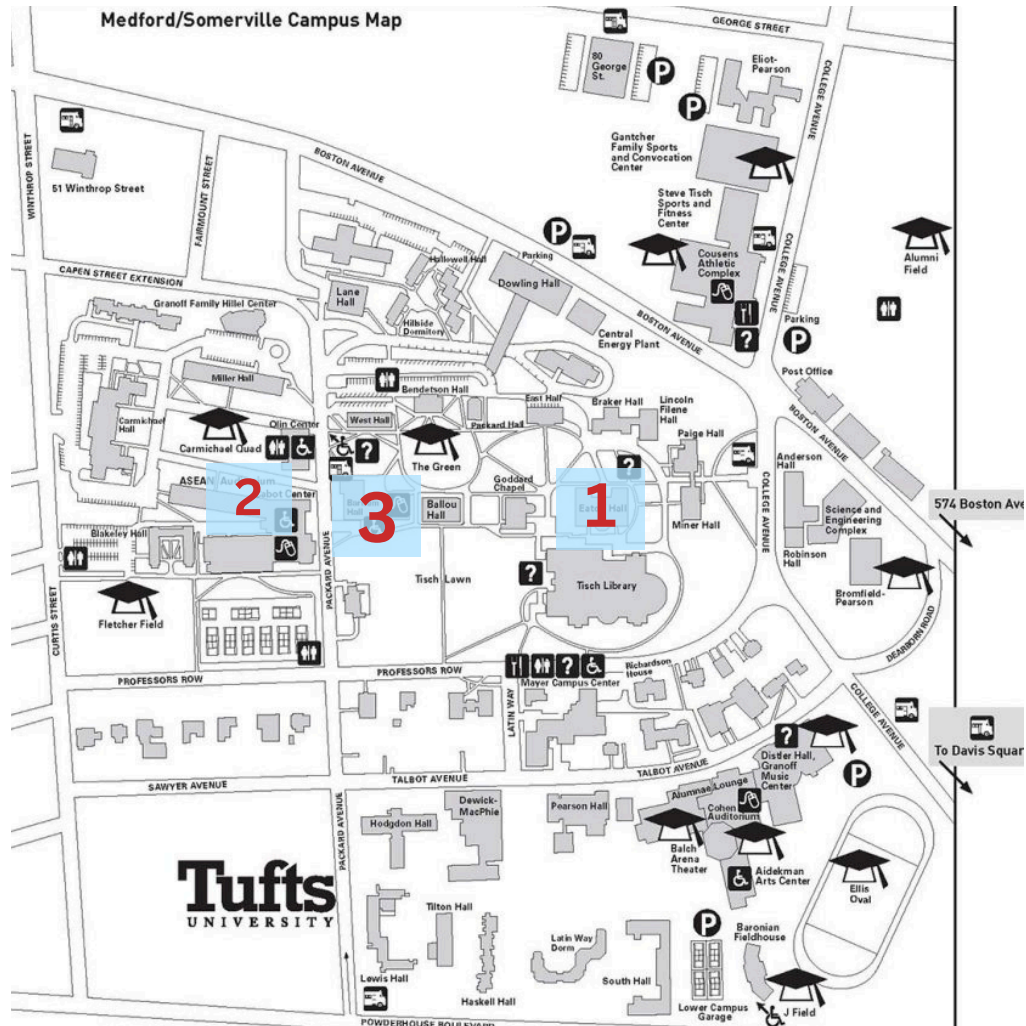 Medford/Somerville Campus Map
GEORGE STREET
80
George
St.
P
Eliot-
Pearson
P
COLLEGE AVENUE
WINTHROP STREET
51 Winthrop Street
FAIRMOUNT STREET
BOSTON AVENUE
Gantcher
Family Sports
and Convocation
Center
Steve Tisch
Sports and
Fitness
Center
P
Parking
Cousens
Athletic
Complex
COLLEGE AVENUE
Alumni
Field
CAPEN STREET EXTENSION
Hallowell Hall
Dowling Hall
Granoff Family Hillel Center
Lane
Hall
Hillside
Dormitory
BOSTON AVENUE
Central
Energy Plant
Parking
P
?
Post Office
Miller Hall
Bendetson Hall
Carmichael
Hall
Olin Center
West Hall
Packard Hall
East Hall
Braker Hall
Lincoln
Filene
Hall
Paige Hall
BOSTON AVENUE
Carmichael Quad
?
The Green
Anderson
Hall
ASEAN Auditorium
2
3
Ballou
Hall
Goddard
Chapel
?
1
Eaton Hall
Miner Hall
COLLEGE AVENUE
Science and
Engineering
Complex
574 Boston Ave
Blakeley Hall
Robinson
Hall
PACKARD AVENUE
Tisch Lawn
?
Tisch Library
Bromfield-
Pearson
CURTIS STREET
Fletcher Field
DEARBORN ROAD
PROFESSORS ROW
PROFESSORS ROW
?
Mayer Campus Center
Richardson
House
LATIN WAY
COLLEGE AVENUE
To Davis Squar
?
Distler Hall,
Granoff
Music
Center
P
SAWYER AVENUE
TALBOT AVENUE
TALBOT AVENUE
PACKARD AVENUE
Hodgdon Hall
Dewick-
MacPhie
Pearson Hall
Alumnae Lounge
Cohen
Auditorium
Balch
Arena
Theater
Aidekman
Arts Center
Ellis
Oval
Tufts
UNIVERSITY
Tilton Hall
Lewis Hall
Haskell Hall
Latin Way
Dorm
South Hall
P
Baronian
Fieldhouse
Lower Campus
Garage
J Field
POWDERHOUSE BOULEVARD